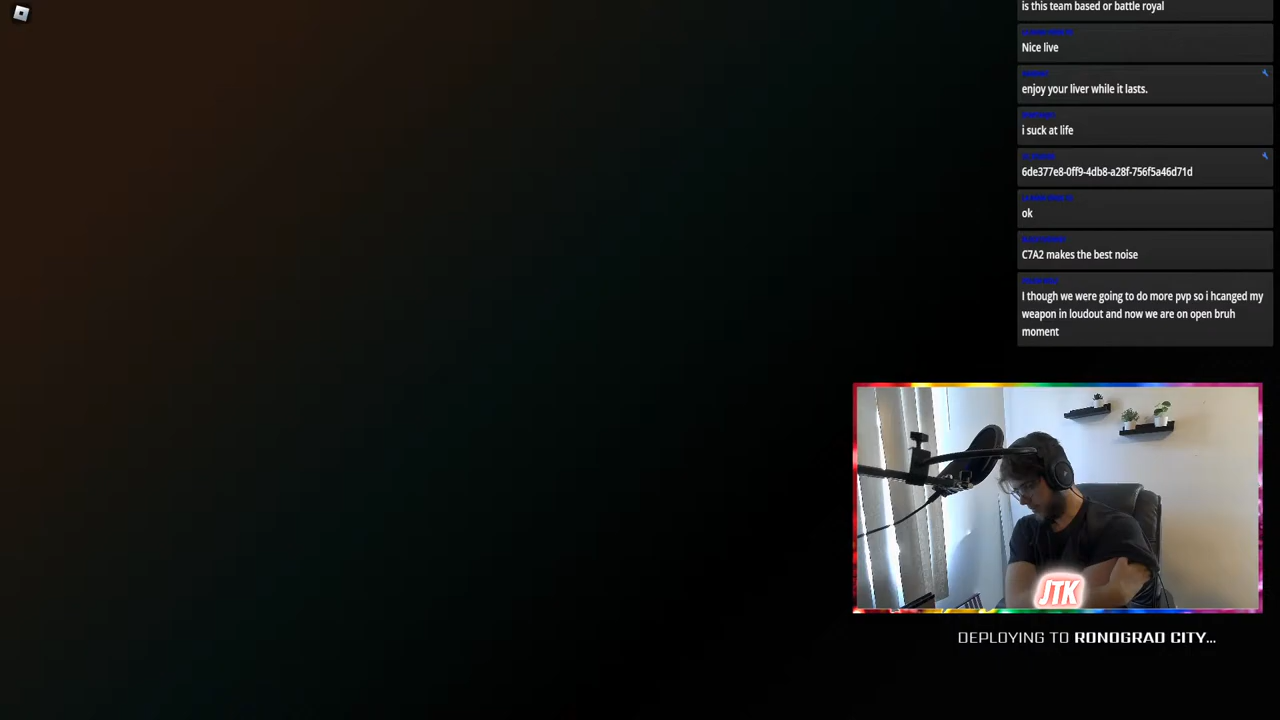 is this team based or battle royal
Nice live
enjoy your liver while it lasts.
i suck at life
6de377e8-0ff9-4db8-a28f-756f5a46d71d
ok
C7A2 makes the best noise
I though we were going to do more pvp so i hcanged my
weapon in loudout and now we are on open bruh
moment
JTK
DEPLOYING TO RONOGRAD CITY...